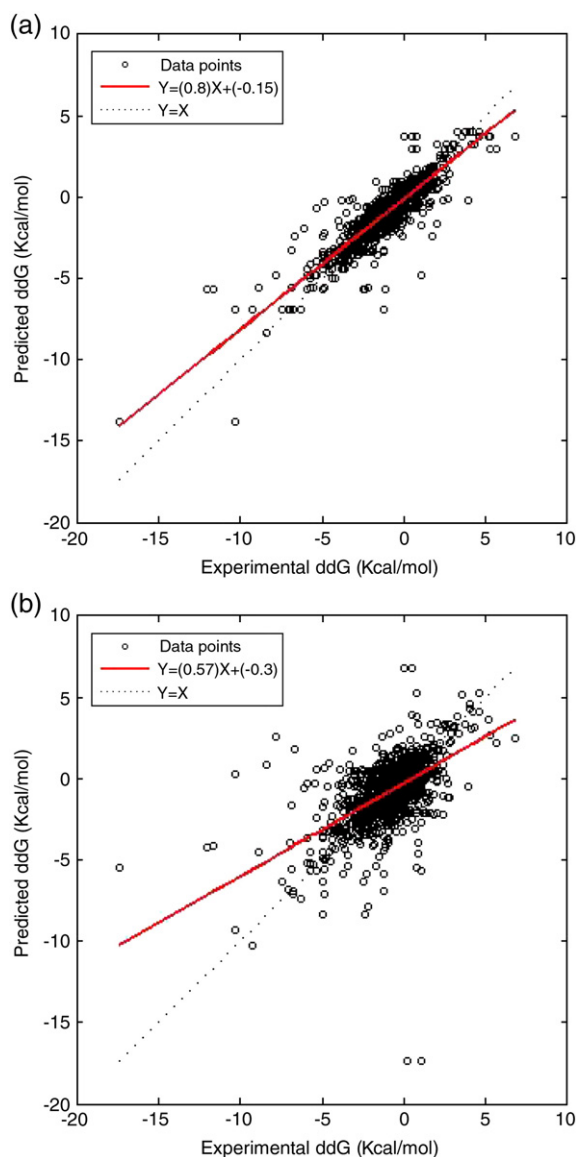 (a)
10
5
0
-5
-10
-15
-20
-20 -15 -10 -5 0 5 10
Data points
Y=(0.8)X+(-0.15)
Y=X
Predicted ddG (Kcal/mol)
Experimental ddG (Kcal/mol)
(b)
10
5
0
-5
-10
-15
-20
-20 -15 -10 -5 0 5 10
Data points
Y=(0.57)X+(-0.3)
Y=X
Predicted ddG (Kcal/mol)
Experimental ddG (Kcal/mol)